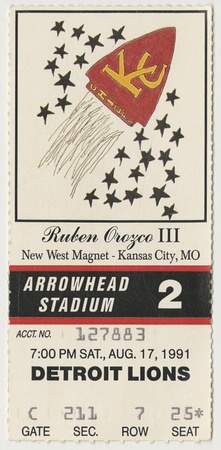 KC
CHIEFS
Ruben Orozco III
New West Magnet - Kansas City, MO
ARROWHEAD
STADIUM
2
ACCT. NO. 127883
7:00 PM SAT., AUG. 17, 1991
DETROIT LIONS
C 211 7 25*
GATE SEC. ROW SEAT